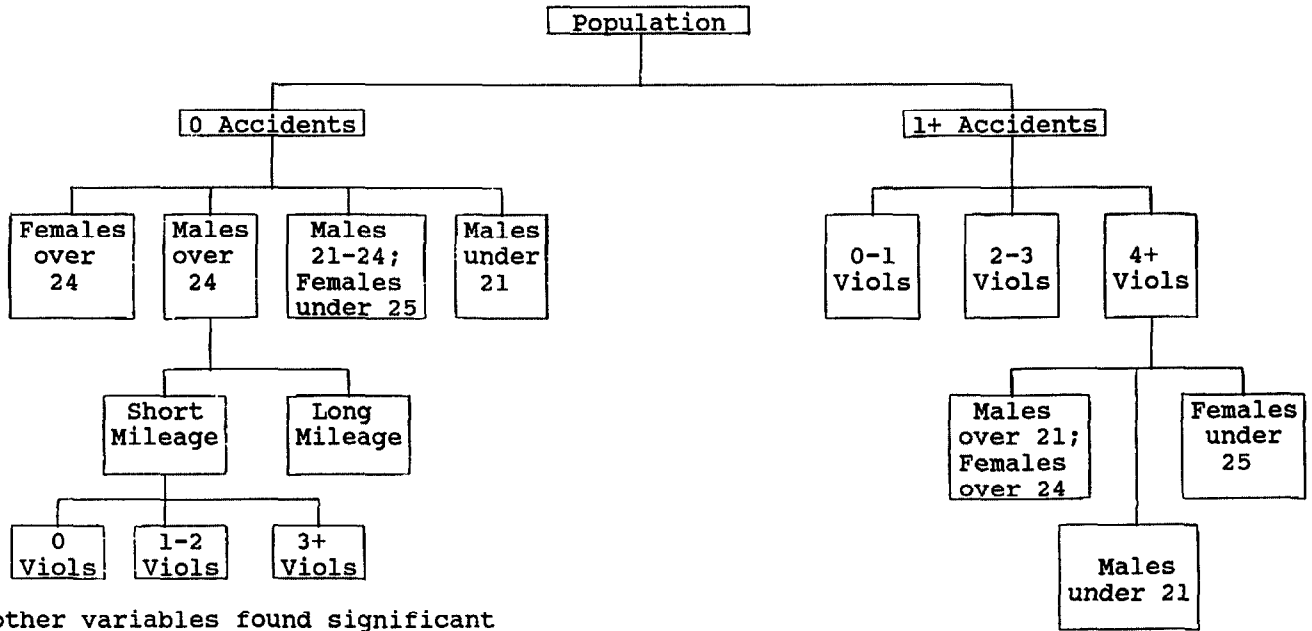 Population
0 Accidents
1+ Accidents
Females
over
24
Males
over
24
Males
21-24;
Females
under 25
Males
under
21
0-1
Viols
2-3
Viols
4+
Viols
Short
Mileage
Long
Mileage
Males
over 21;
Females
over 24
Females
under
25
0
Viols
1-2
Viols
3+
Viols
Males
under 21
other variables found significant